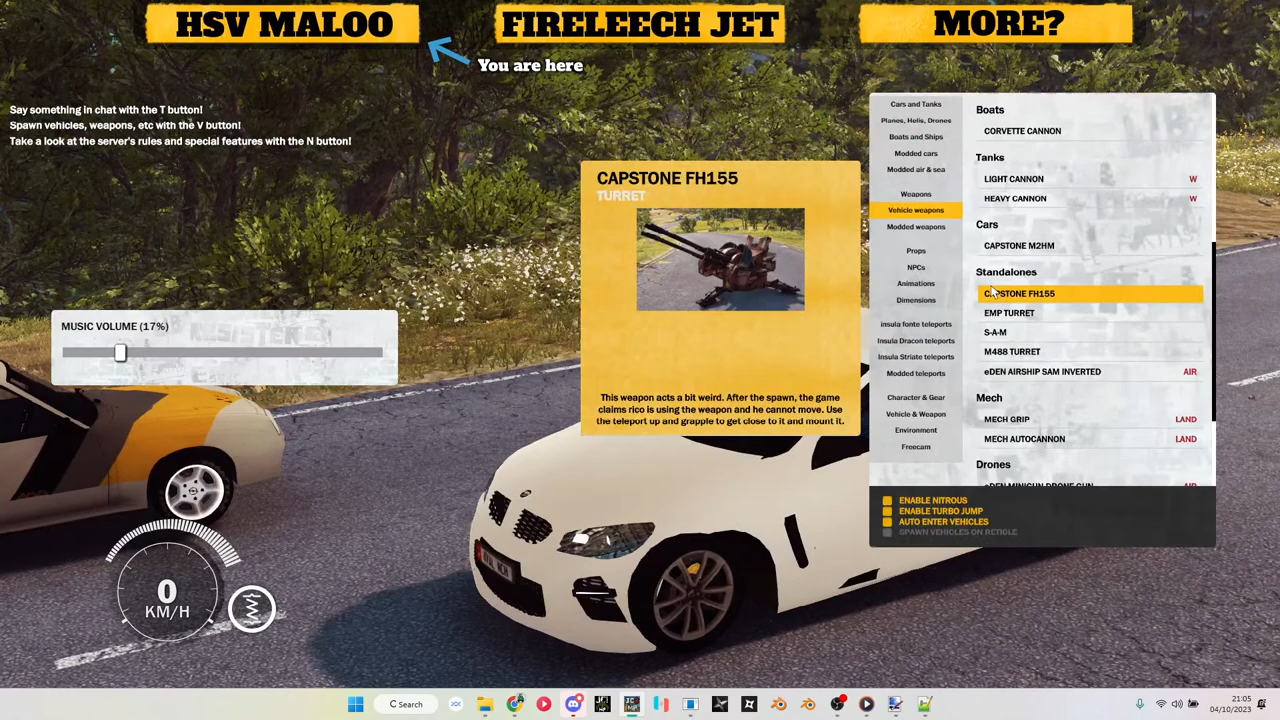 HSV MALOO
FIRELEECH JET
MORE?
You are here
Say something in chat with the T button!
Spawn vehicles, weapons, etc with the V button!
Take a look at the server's rules and special features with the N button!
MUSIC VOLUME (17%)
CAPSTONE FH155
TURRET
This weapon acts a bit weird. After the spawn, the game
claims rico is using the weapon and he cannot move. Use
the teleport up and grapple to get close to it and mount it.
Cars and Tanks
Planes, Helis, Drones
Boats and Ships
Modded cars
Modded air & sea
Weapons
Vehicle weapons
Modded weapons
Props
NPCs
Animations
Dimensions
insula fonte teleports
Insula Dracon teleports
Insula Striate teleports
Modded teleports
Character & Gear
Vehicle & Weapon
Environment
Freecam
Boats
CORVETTE CANNON
Tanks
LIGHT CANNON W
HEAVY CANNON W
Cars
CAPSTONE M2HM
Standalones
CAPSTONE FH155
EMP TURRET
S-A-M
M488 TURRET
eDEN AIRSHIP SAM INVERTED AIR
Mech
MECH GRIP LAND
MECH AUTOCANNON LAND
Drones
eDEN MINIGUN DRONE GUN AIR
ENABLE NITROUS
ENABLE TURBO JUMP
AUTO ENTER VEHICLES
SPAWN VEHICLES ON RETICLE
0
KM/H
Search
21:05
04/10/2023